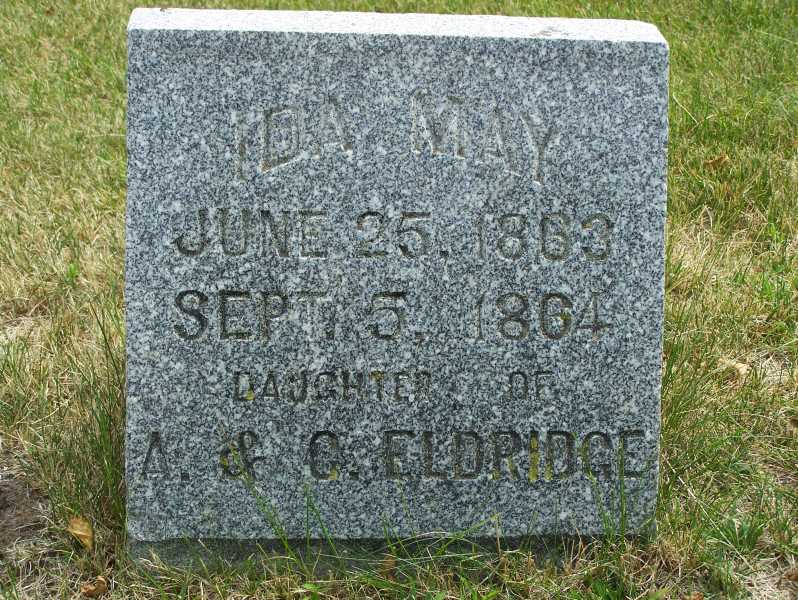 IDA MAY
JUNE 25, 1863
SEPT. 5, 1864
DAUGHTER OF
A. & C. ELDRIDGE